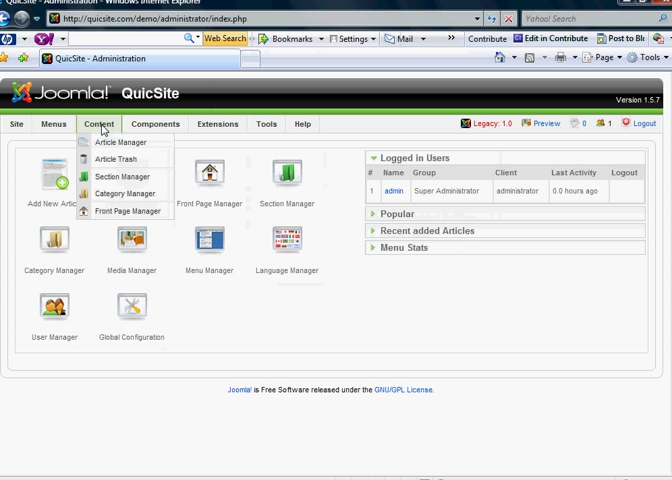 QuicSite - Administration - Windows Internet Explorer
http://quicsite.com/demo/administrator/index.php
Yahoo! Search
Web Search
Bookmarks
Settings
Mail
Contribute
Edit in Contribute
Post to Blo
QuicSite - Administration
Page
Tools
Joomla! QuicSite
Version 1.5.7
Site
Menus
Content
Components
Extensions
Tools
Help
Legacy: 1.0
Preview
0
1
Logout
Article Manager
Article Trash
Section Manager
Category Manager
Front Page Manager
Add New Artic
Front Page Manager
Section Manager
Category Manager
Media Manager
Menu Manager
Language Manager
User Manager
Global Configuration
Logged in Users
# Name Group Client Last Activity Logout
1 admin Super Administrator administrator 0.0 hours ago
Popular
Recent added Articles
Menu Stats
Joomla! is Free Software released under the GNU/GPL License.